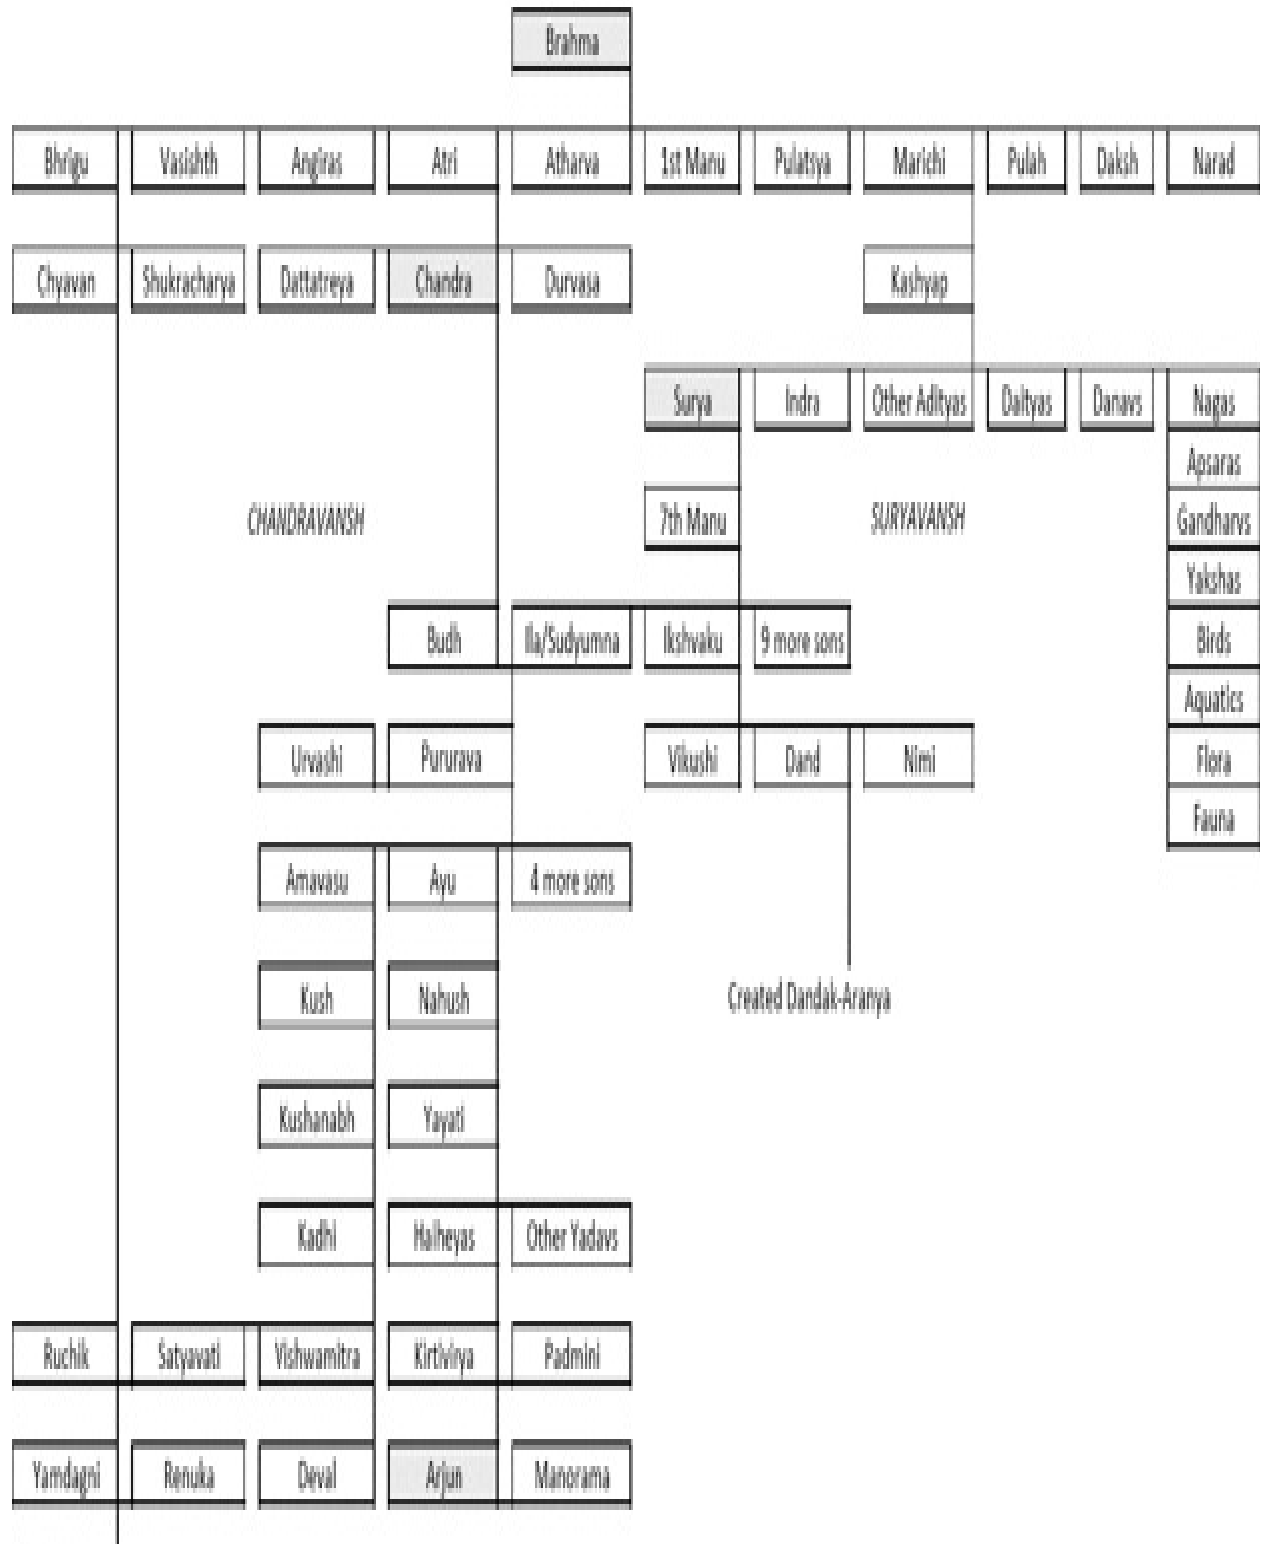 Brahma
Bhrigu Vasishth Angiras Atri Atharva 1st Manu Pulatsya Marichi Pulah Daksh Narad
Chyavan Shukracharya Dattatreya Chandra Durvasa Kashyap
Surya Indra Other Adityas Daityas Danavs Nagas
Apsaras
CHANDRAVANSH 7th Manu SURYAVANSH Gandharvs
Yakshas
Budh Ila/Sudyumna Ikshvaku 9 more sons Birds
Aquatics
Urvashi Pururava Vikushi Dand Nimi Flora
Fauna
Amavasu Ayu 4 more sons
Kush Nahush Created Dandak-Aranya
Kushanabh Yayati
Kadhi Haiheyas Other Yadavs
Ruchik Satyavati Vishwamitra Kirtivirya Padmini
Yamdagni Renuka Deval Arjun Manorama